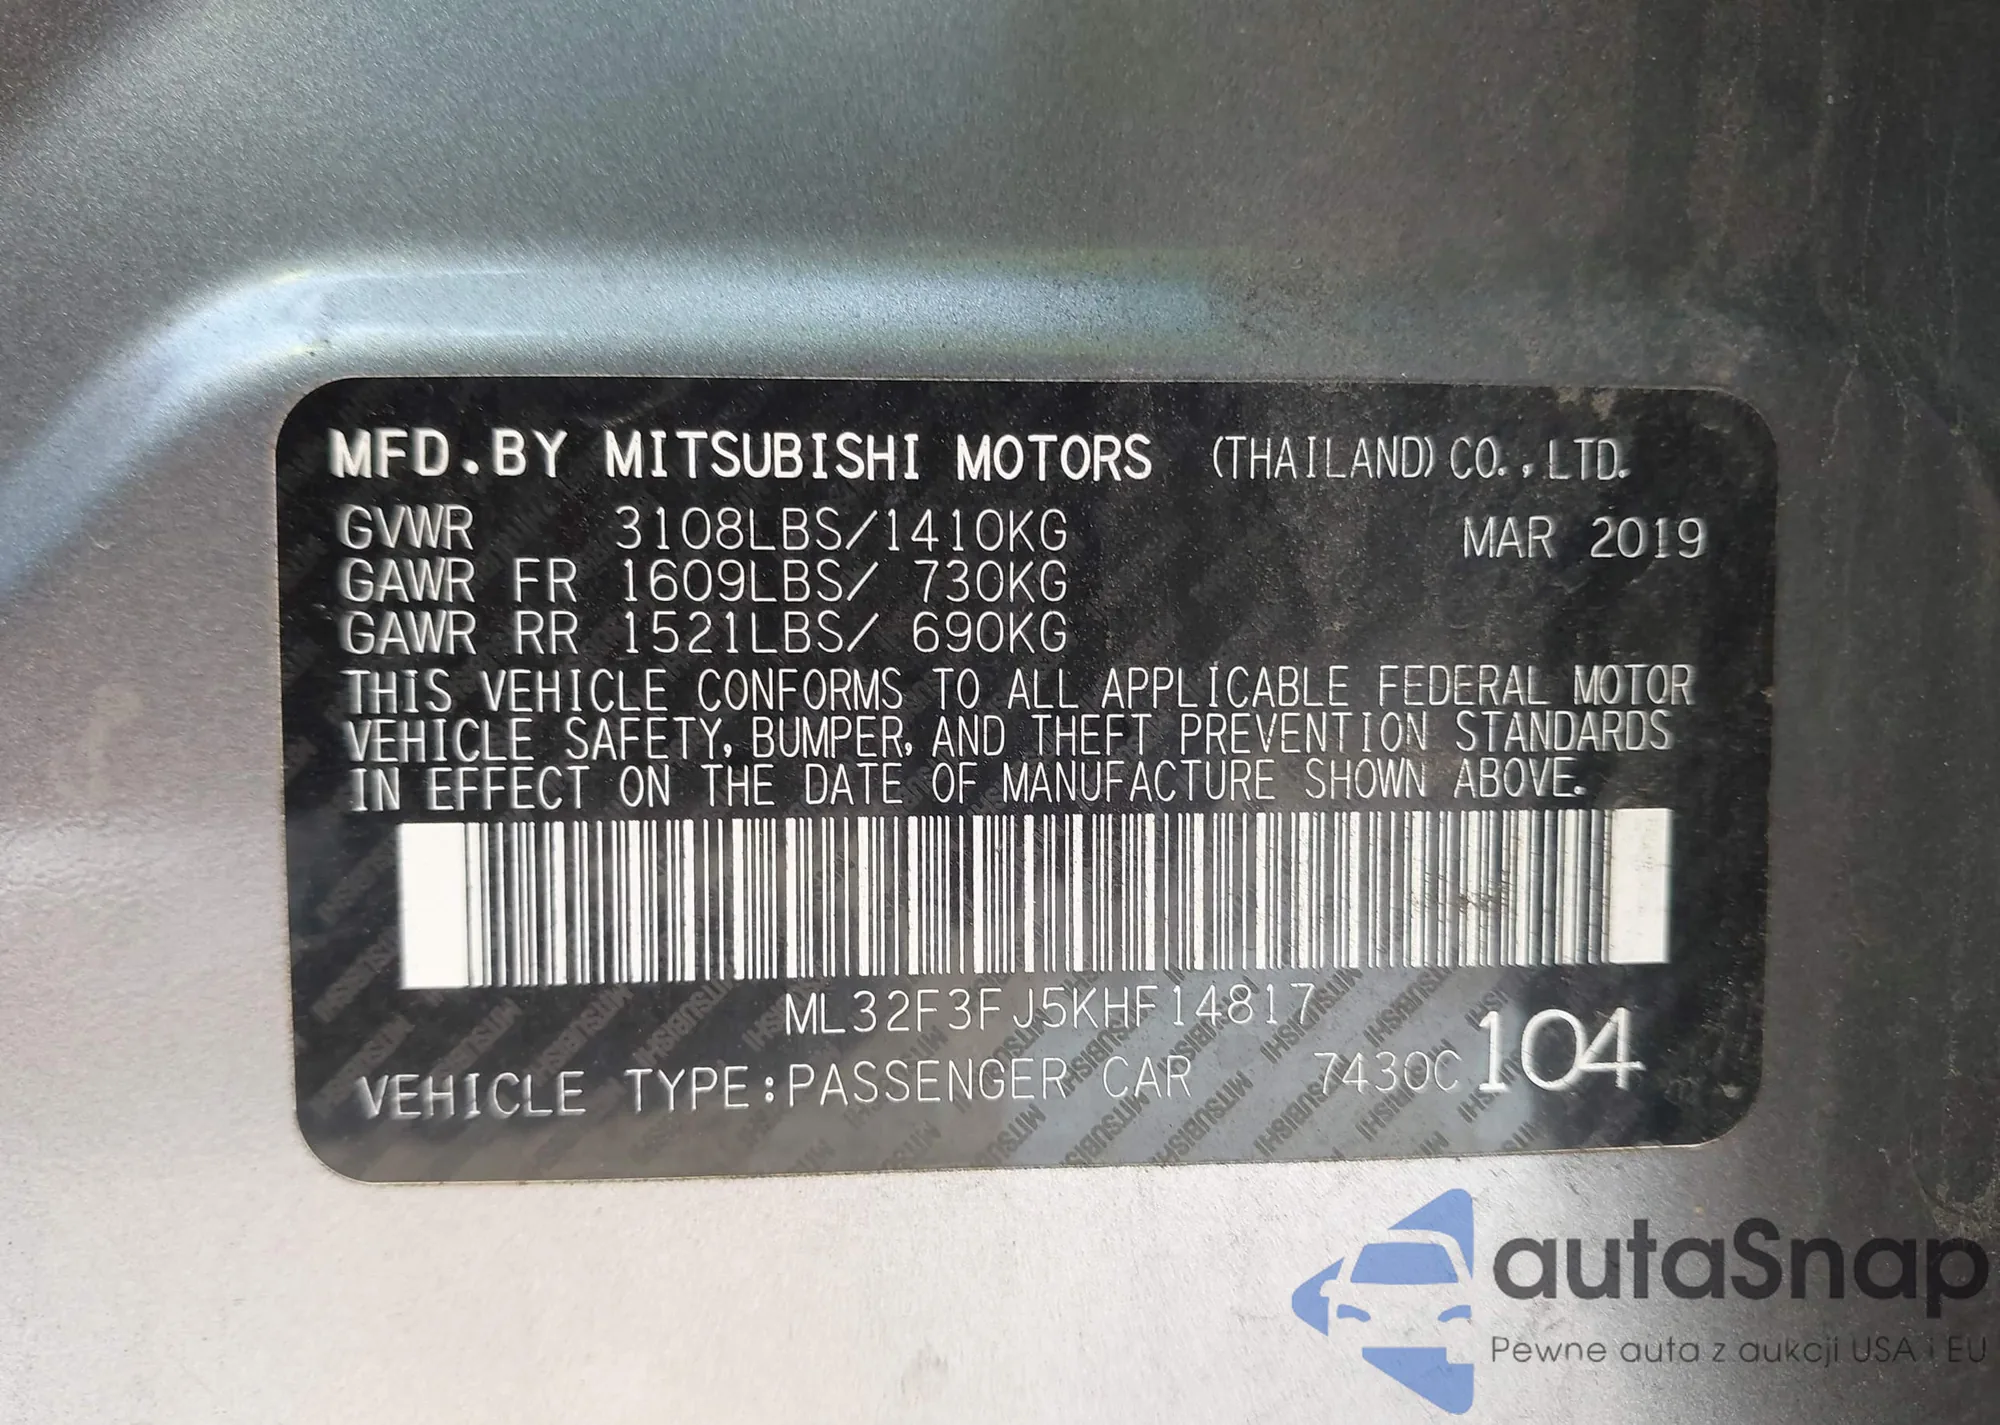 MFD.BY MITSUBISHI MOTORS (THAILAND) CO.,LTD.
GVWR 3108LBS/1410KG MAR 2019
GAWR FR 1609LBS/ 730KG
GAWR RR 1521LBS/ 690KG
THIS VEHICLE CONFORMS TO ALL APPLICABLE FEDERAL MOTOR
VEHICLE SAFETY, BUMPER, AND THEFT PREVENTION STANDARDS
IN EFFECT ON THE DATE OF MANUFACTURE SHOWN ABOVE.
ML32F3FJ5KHF14817
VEHICLE TYPE:PASSENGER CAR 7430C 104
autaSnap
Pewne auta z aukcji USA i EU